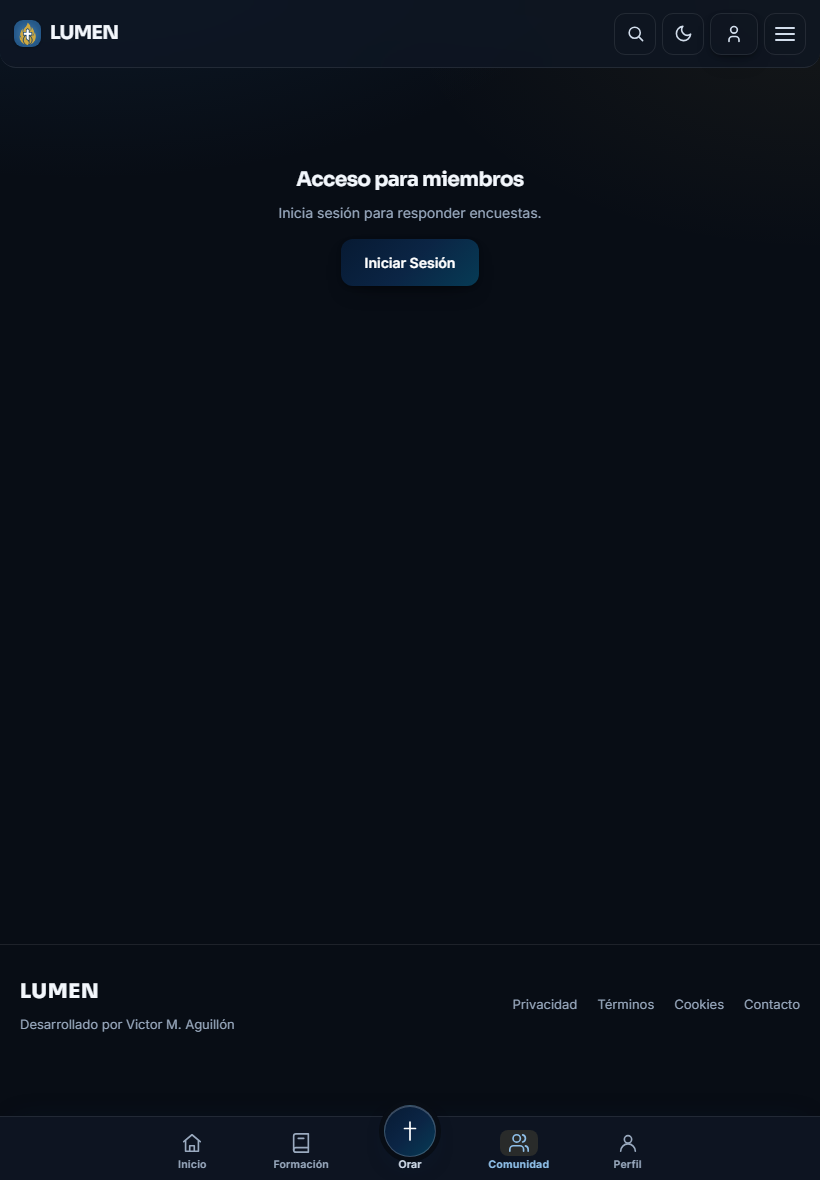 LUMEN
Acceso para miembros
Inicia sesión para responder encuestas.
Iniciar Sesión
LUMEN
Desarrollado por Victor M. Aguillón
Privacidad Términos Cookies Contacto
Inicio Formación Orar Comunidad Perfil